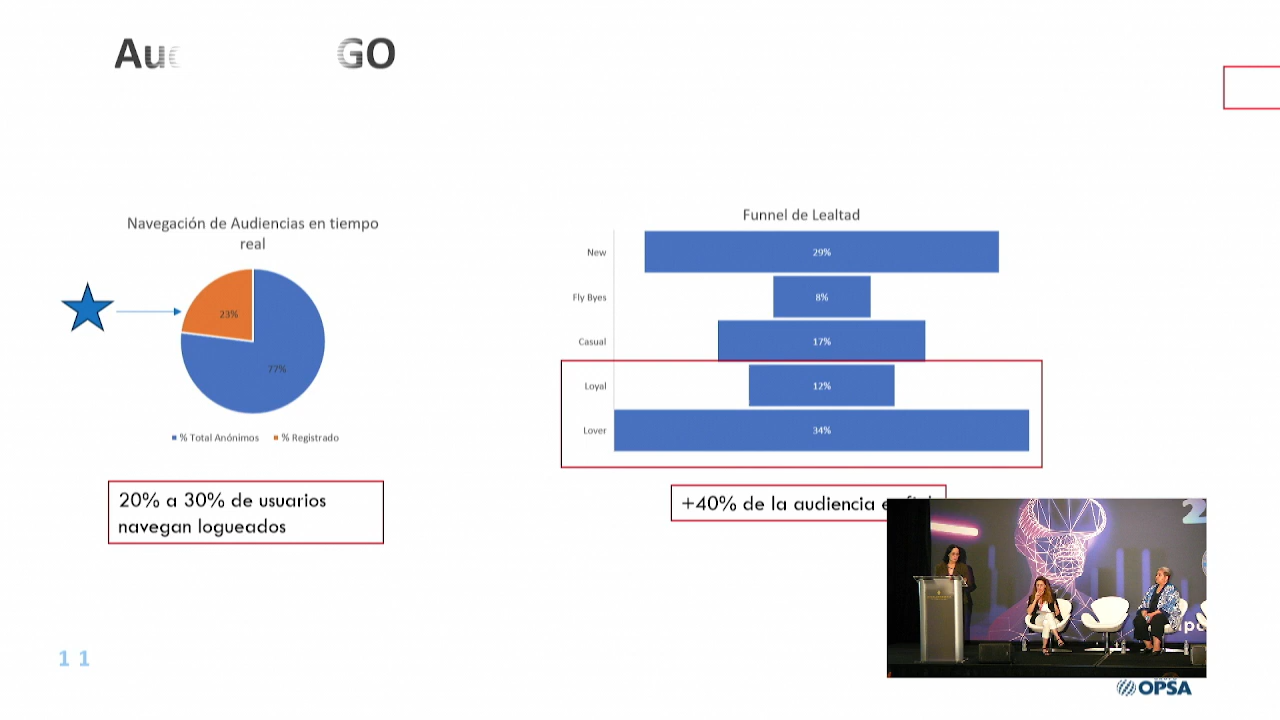 GO
Navegación de Audiencias en tiempo
real
23%
77%
% Total Anónimos % Registrado
20% a 30% de usuarios
navegan logueados
Funnel de Lealtad
New 29%
Fly Byes 8%
Casual 17%
Loyal 12%
Lover 34%
+40% de la audiencia
11
OPSA